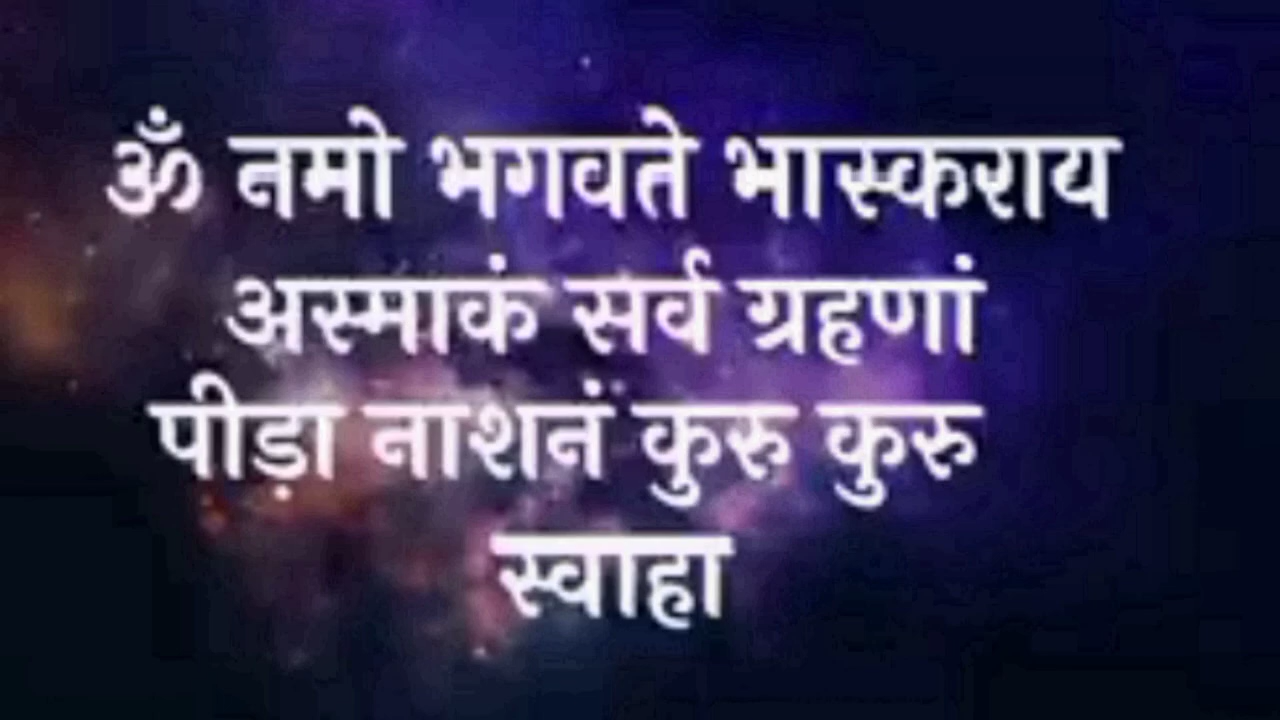 ॐ नमो भगवते भास्कराय
अस्माकं सर्व ग्रहणां
पीड़ा नाशनं कुरु कुरु
स्वाहा